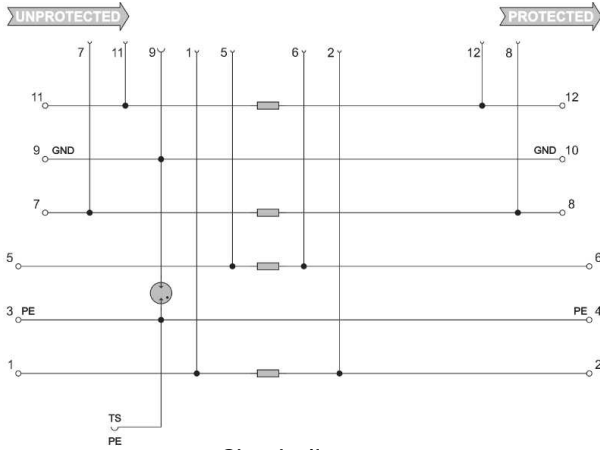 UNPROTECTED PROTECTED
7 11 9 1 5 6 2 12 8
11 12
9 GND GND 10
7 8
5 6
3 PE PE 4
1 2
TS
PE